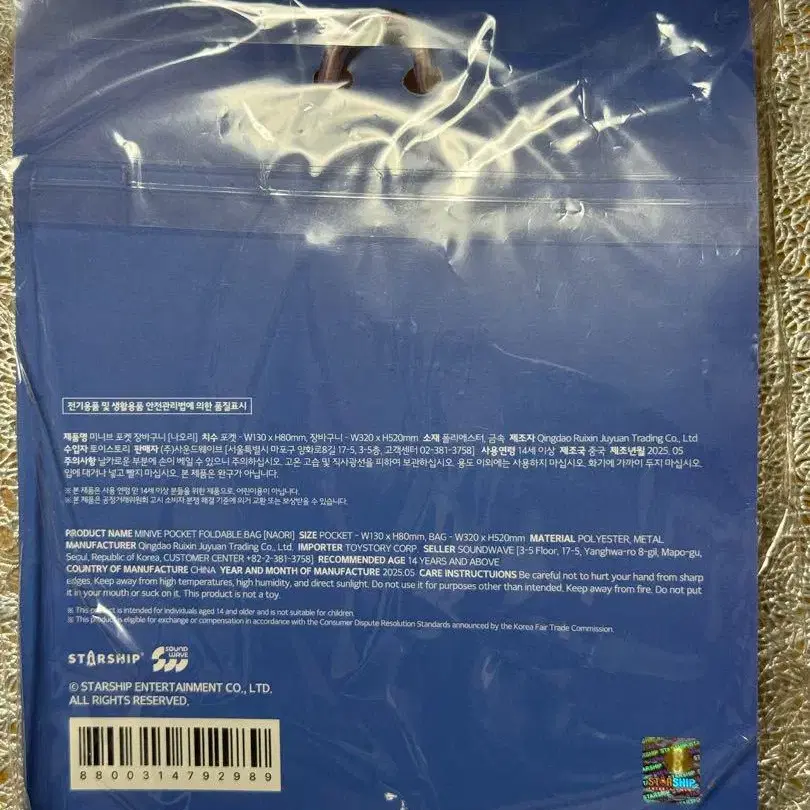 전기용품 및 생활용품 안전관리법에 의한 품질표시
제품명 미니브 포켓 장바구니 [나오리] 치수 포켓 - W130 x H80mm, 장바구니 - W320 x H520mm 소재 폴리에스터, 금속 제조자 Qingdao Ruixin Juyuan Trading Co., Ltd
수입자 토이스토리 판매자 (주)사운드웨이브 [서울특별시 마포구 양화로8길 17-5, 3-5층, 고객센터 02-381-3758] 사용연령 14세 이상 제조국 중국 제조년월 2025. 05
주의사항 날카로운 부분에 손이 베일 수 있으니 주의하십시오. 고온 고습 및 직사광선을 피하여 보관하십시오. 용도 이외에는 사용하지 마십시오. 화기에 가까이 두지 마십시오.
입에 대거나 넣고 빨지 마십시오. 본 제품은 완구가 아닙니다.
※ 본 제품은 사용 연령 만 14세 이상 분들을 위한 제품으로, 어린이용이 아닙니다.
※ 본 제품은 공정거래위원회 고시 소비자 분쟁 해결 기준에 의거 교환 또는 보상받을 수 있습니다.
PRODUCT NAME MINIVE POCKET FOLDABLE BAG [NAORI] SIZE POCKET - W130 x H80mm, BAG - W320 x H520mm MATERIAL POLYESTER, METAL
MANUFACTURER Qingdao Ruixin Juyuan Trading Co., Ltd. IMPORTER TOYSTORY CORP. SELLER SOUNDWAVE [3-5 Floor, 17-5, Yanghwa-ro 8-gil, Mapo-gu,
Seoul, Republic of Korea, CUSTOMER CENTER +82-2-381-3758] RECOMMENDED AGE 14 YEARS AND ABOVE
COUNTRY OF MANUFACTURE CHINA YEAR AND MONTH OF MANUFACTURE 2025.05 CARE INSTRUCTUIONS Be careful not to hurt your hand from sharp
edges, Keep away from high temperatures, high humidity, and direct sunlight. Do not use it for purposes other than intended. Keep away from fire. Do not put
it in your mouth or suck on it. This product is not a toy.
※ This product is intended for individuals aged 14 and older and is not suitable for children.
※ This product is eligible for exchange or compensation in accordance with the Consumer Dispute Resolution Standards announced by the Korea Fair Trade Commission.
STARSHIP SOUND WAVE
© STARSHIP ENTERTAINMENT CO., LTD.
ALL RIGHTS RESERVED.
8800314792989
STARSHIP